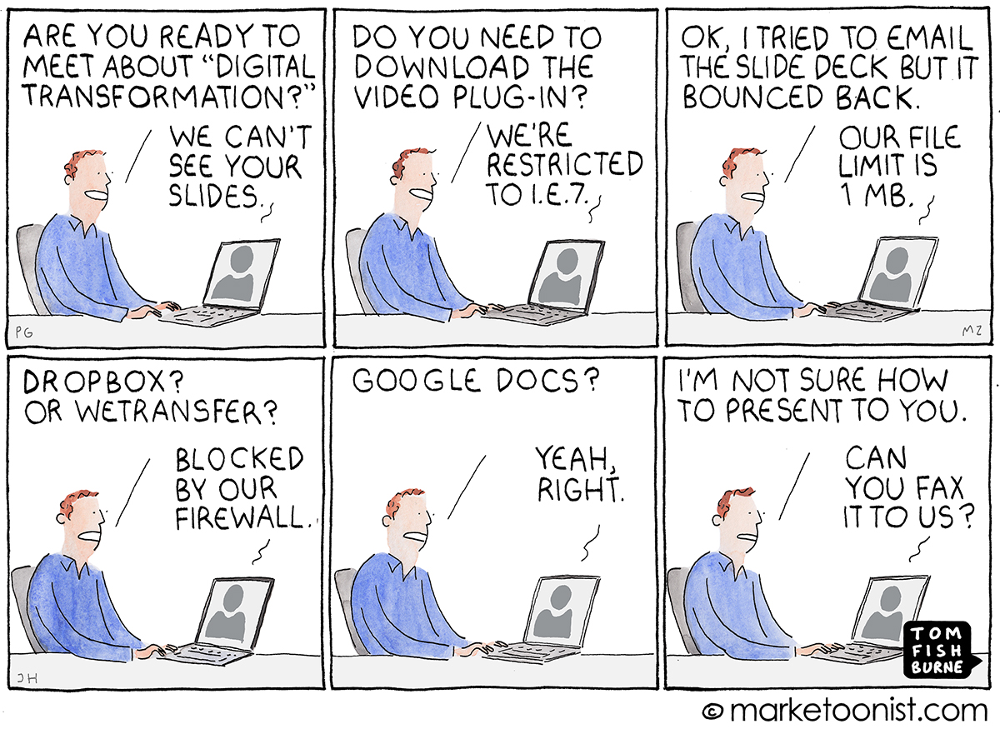 ARE YOU READY TO
MEET ABOUT “DIGITAL
TRANSFORMATION?”
WE CAN'T
SEE YOUR
SLIDES.
PG
DO YOU NEED TO
DOWNLOAD THE
VIDEO PLUG-IN?
WE'RE
RESTRICTED
TO I.E.7.
OK, I TRIED TO EMAIL
THE SLIDE DECK BUT IT
BOUNCED BACK.
OUR FILE
LIMIT IS
1 MB.
MZ
DROPBOX?
OR WETRANSFER?
BLOCKED
BY OUR
FIREWALL.
JH
GOOGLE DOCS?
YEAH,
RIGHT.
I'M NOT SURE HOW
TO PRESENT TO YOU.
CAN
YOU FAX
IT TO US?
TOM
FISH
BURNE
© marketoonist.com